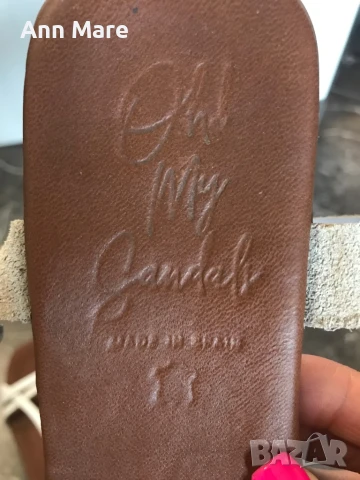 Ann Mare
Oh!
My
Sandals
MADE IN SPAIN
BAZAR